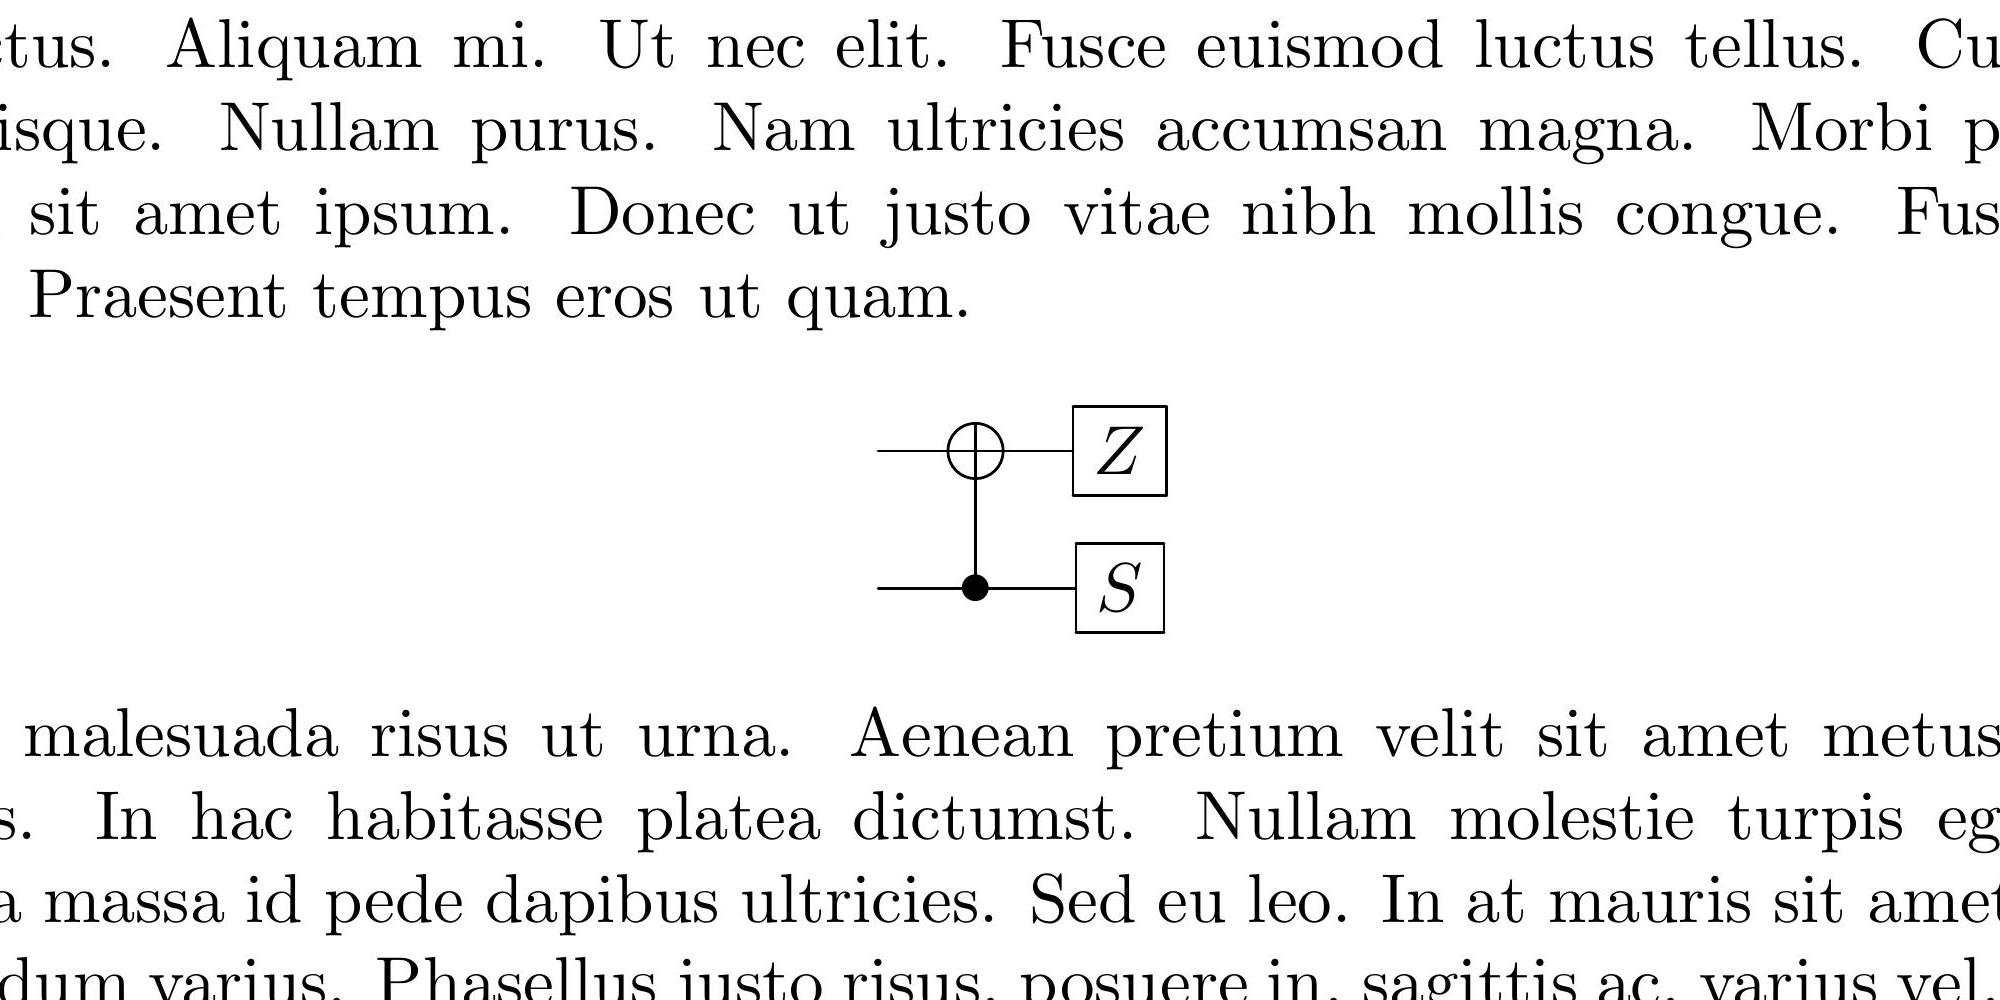 ctus. Aliquam mi. Ut nec elit. Fusce euismod luctus tellus. Cu
isque. Nullam purus. Nam ultricies accumsan magna. Morbi p
sit amet ipsum. Donec ut justo vitae nibh mollis congue. Fus
Praesent tempus eros ut quam.
Z
S
malesuada risus ut urna. Aenean pretium velit sit amet metus
s. In hac habitasse platea dictumst. Nullam molestie turpis eg
a massa id pede dapibus ultricies. Sed eu leo. In at mauris sit amet
dum varius. Phasellus justo risus, posuere in, sagittis ac, varius vel,